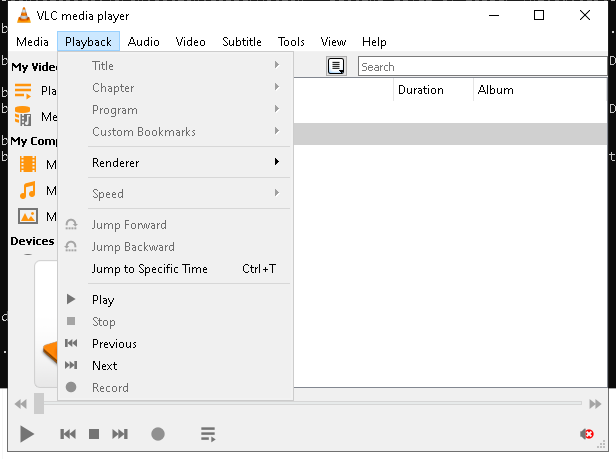 VLC media player
Media Playback Audio Video Subtitle Tools View Help
My Vide
Title
Search
Pla
Chapter
Duration Album
Me
Program
Custom Bookmarks
My Comp
M
Renderer
M
Speed
M
Jump Forward
Devices
Jump Backward
Jump to Specific Time Ctrl+T
Play
Stop
Previous
Next
Record